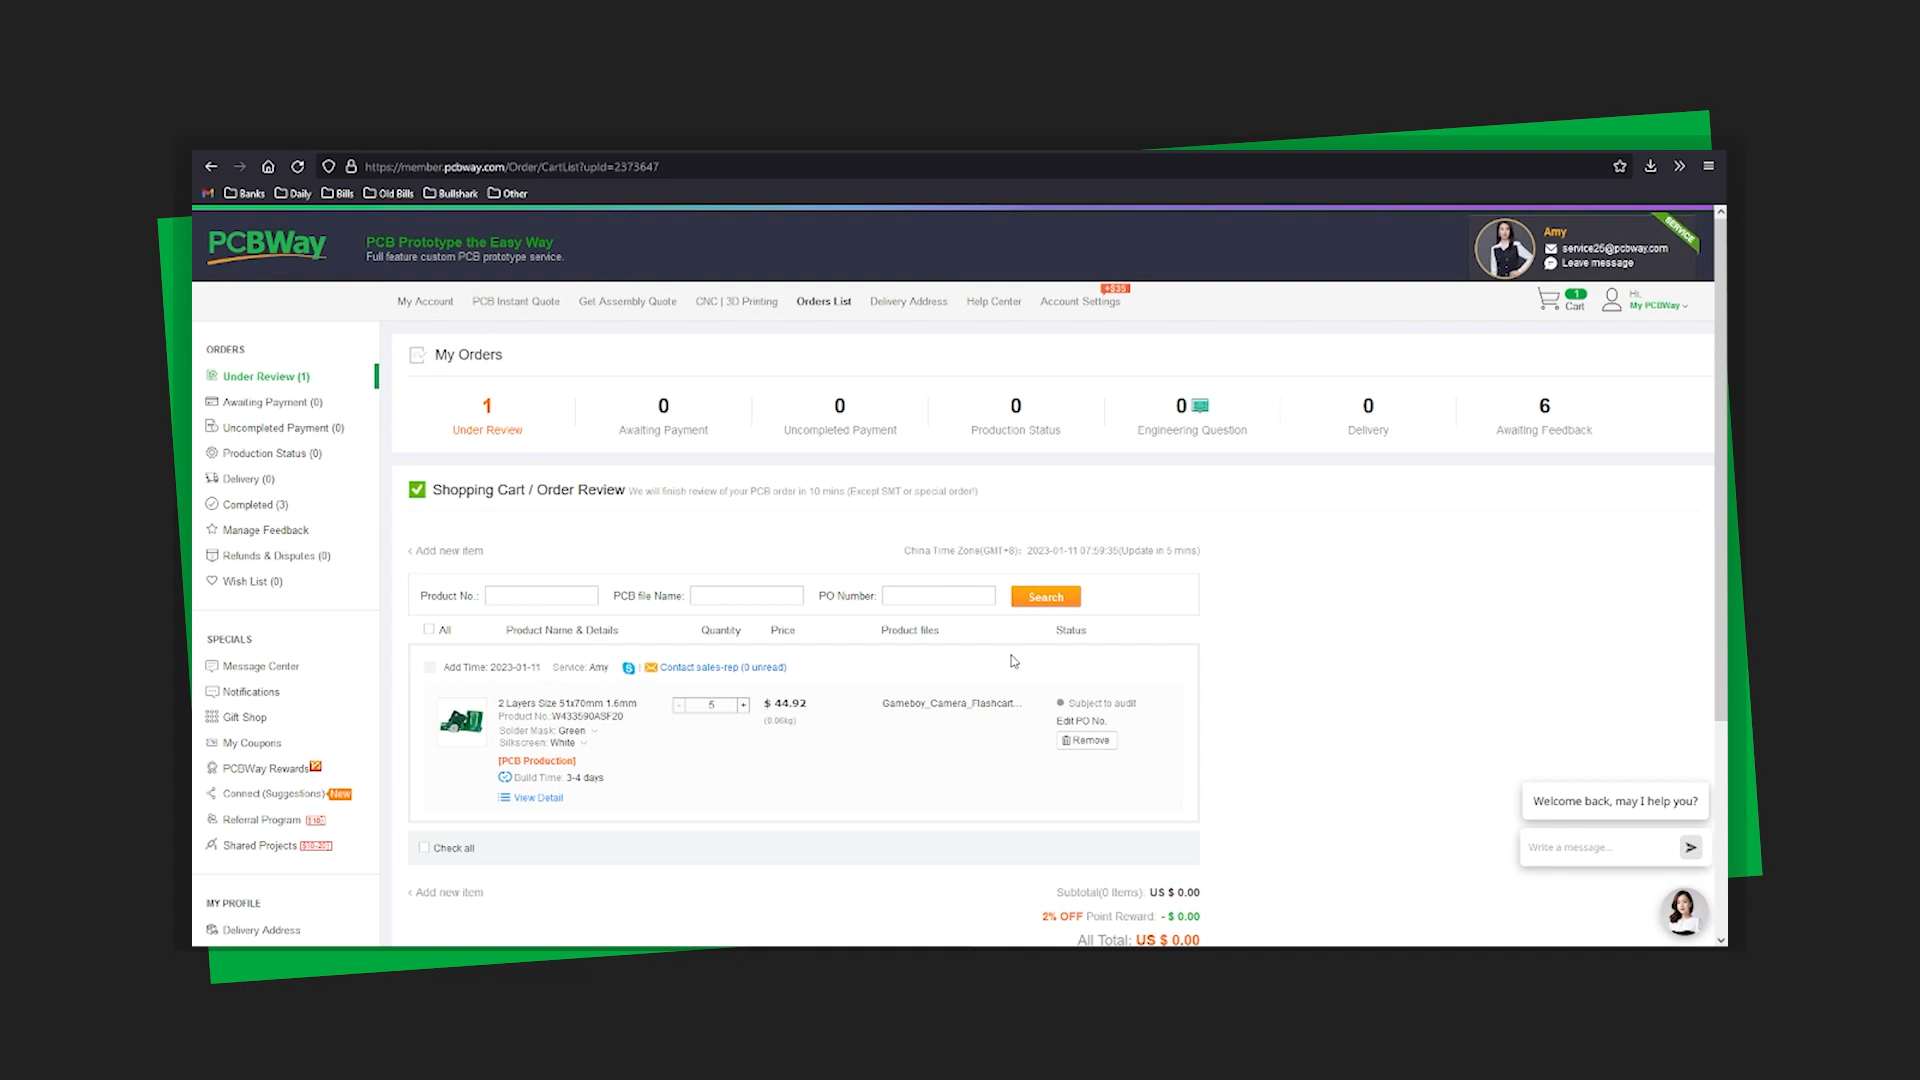 https://member.pcbway.com/Order/CartList?upId=2373647
Banks Daily Bills Old Bills Bullshark Other
PCBWay
PCB Prototype the Easy Way
Full feature custom PCB prototype service.
Amy
service25@pcbway.com
Leave message
SERVICE
My Account PCB Instant Quote Get Assembly Quote CNC | 3D Printing Orders List Delivery Address Help Center Account Settings +$35
1 Cart
Hi,
My PCBWay
ORDERS
Under Review (1)
Awaiting Payment (0)
Uncompleted Payment (0)
Production Status (0)
Delivery (0)
Completed (3)
Manage Feedback
Refunds & Disputes (0)
Wish List (0)
SPECIALS
Message Center
Notifications
Gift Shop
My Coupons
PCBWay Rewards
Connect (Suggestions) New
Referral Program $10
Shared Projects $10-20
MY PROFILE
Delivery Address
My Orders
1 0 0 0 0 0 6
Under Review Awaiting Payment Uncompleted Payment Production Status Engineering Question Delivery Awaiting Feedback
Shopping Cart / Order Review We will finish review of your PCB order in 10 mins (Except SMT or special order!)
< Add new item
China Time Zone(GMT+8): 2023-01-11 07:59:35(Update in 5 mins)
Product No.: PCB file Name: PO Number: Search
All Product Name & Details Quantity Price Product files Status
Add Time: 2023-01-11 Service: Amy | Contact sales-rep (0 unread)
2 Layers Size 51x70mm 1.6mm
Product No.:W433590ASF20
Solder Mask: Green
Silkscreen: White
[PCB Production]
Build Time: 3-4 days
View Detail
- 5 +
$ 44.92
(0.06kg)
Gameboy_Camera_Flashcart...
Subject to audit
Edit PO No.
Remove
Check all
< Add new item
Subtotal(0 Items): US $ 0.00
2% OFF Point Reward: - $ 0.00
All Total: US $ 0.00
Welcome back, may I help you?
Write a message...